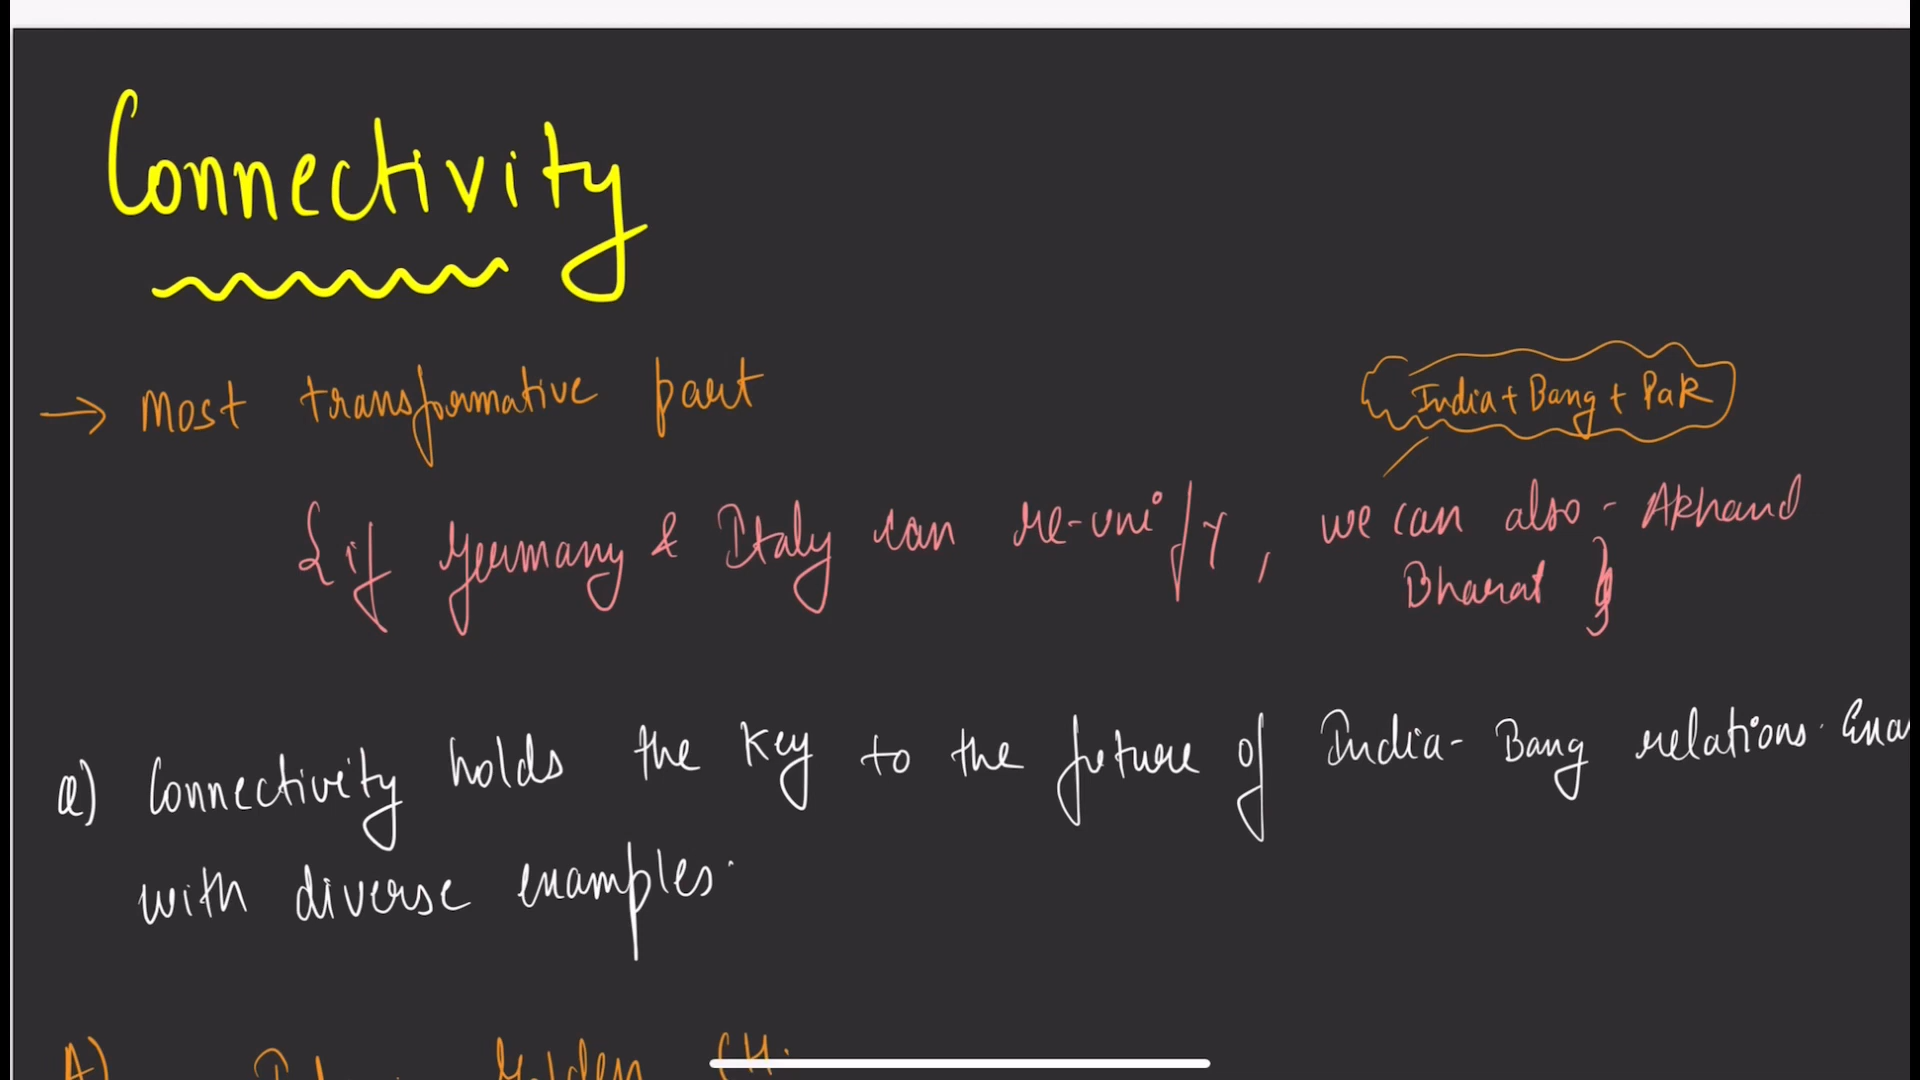 Connectivity
→ Most transformative part
India + Bang + Pak
{if Germany & Italy can re-unify, we can also - Akhand
Bharat }
Q) Connectivity holds the key to the future of India - Bang relations. Exa
with diverse examples.
A)